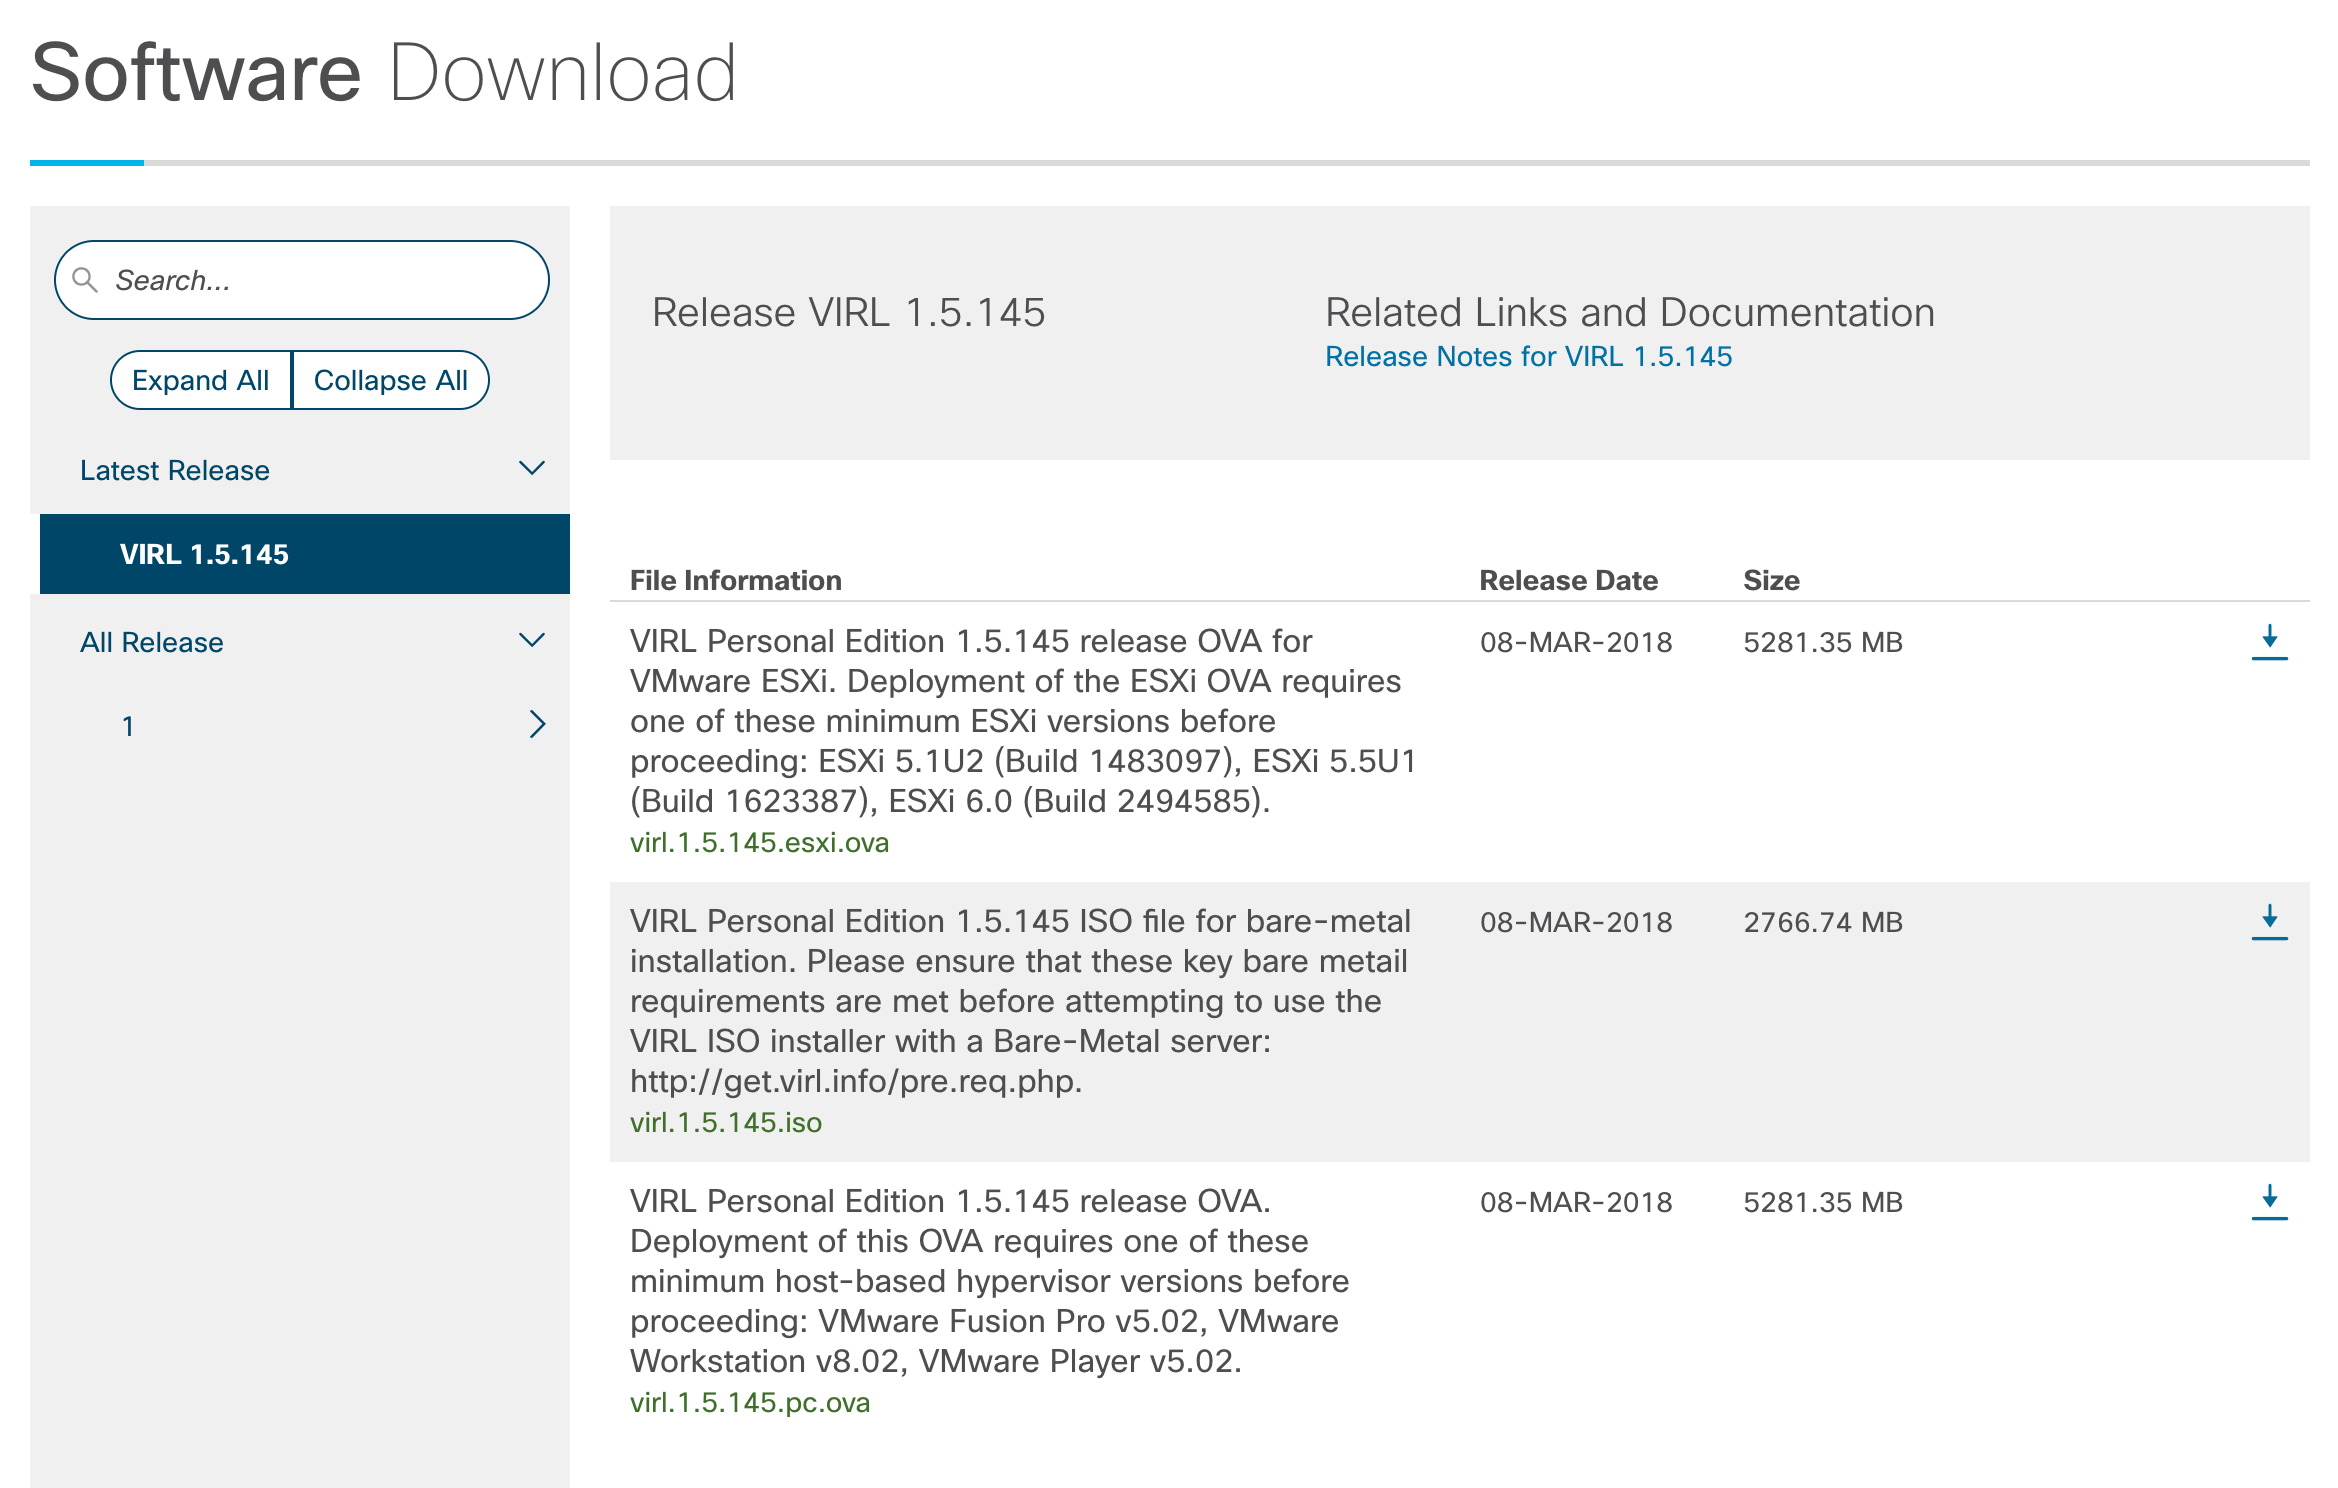 Software Download
Search...
Expand All
Collapse All
Latest Release
VIRL 1.5.145
All Release
1
Release VIRL 1.5.145
Related Links and Documentation
Release Notes for VIRL 1.5.145
File Information
Release Date
Size
VIRL Personal Edition 1.5.145 release OVA for
VMware ESXi. Deployment of the ESXi OVA requires
one of these minimum ESXi versions before
proceeding: ESXi 5.1U2 (Build 1483097), ESXi 5.5U1
(Build 1623387), ESXi 6.0 (Build 2494585).
virl.1.5.145.esxi.ova
08-MAR-2018
5281.35 MB
VIRL Personal Edition 1.5.145 ISO file for bare-metal
installation. Please ensure that these key bare metail
requirements are met before attempting to use the
VIRL ISO installer with a Bare-Metal server:
http://get.virl.info/pre.req.php.
virl.1.5.145.iso
08-MAR-2018
2766.74 MB
VIRL Personal Edition 1.5.145 release OVA.
Deployment of this OVA requires one of these
minimum host-based hypervisor versions before
proceeding: VMware Fusion Pro v5.02, VMware
Workstation v8.02, VMware Player v5.02.
virl.1.5.145.pc.ova
08-MAR-2018
5281.35 MB